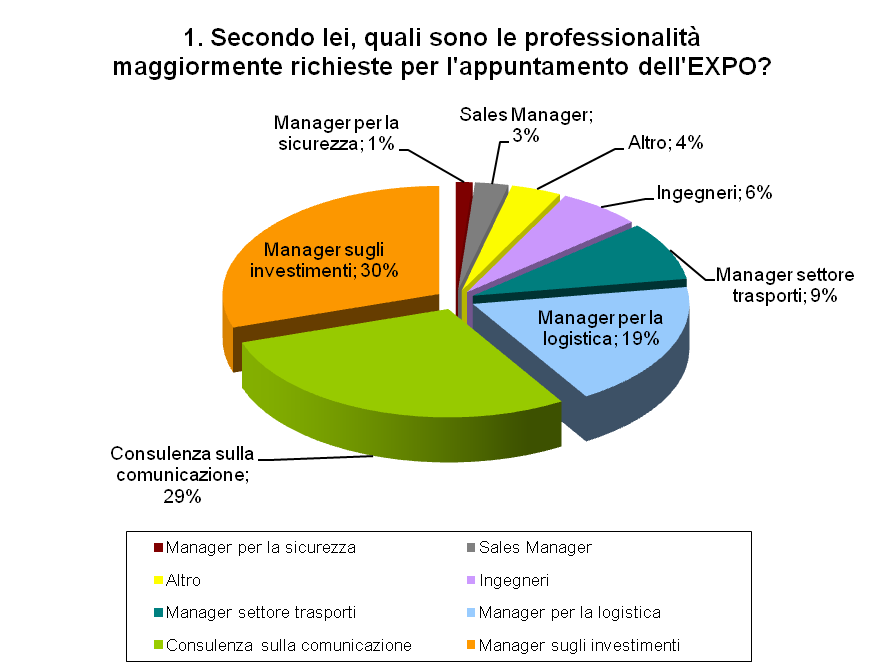 1. Secondo lei, quali sono le professionalità
maggiormente richieste per l'appuntamento dell'EXPO?
Manager per la
sicurezza; 1%
Sales Manager;
3%
Altro; 4%
Ingegneri; 6%
Manager settore
trasporti; 9%
Manager per la
logistica; 19%
Manager sugli
investimenti; 30%
Consulenza sulla
comunicazione;
29%
Manager per la sicurezza
Sales Manager
Altro
Ingegneri
Manager settore trasporti
Manager per la logistica
Consulenza sulla comunicazione
Manager sugli investimenti